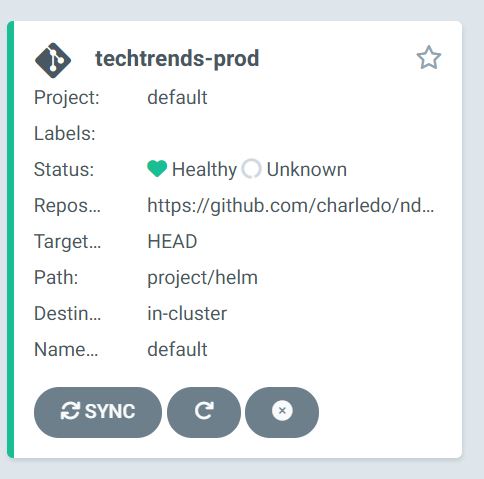 techtrends-prod
Project: default
Labels:
Status: Healthy Unknown
Repos... https://github.com/charledo/nd...
Target... HEAD
Path: project/helm
Destin... in-cluster
Name... default
SYNC